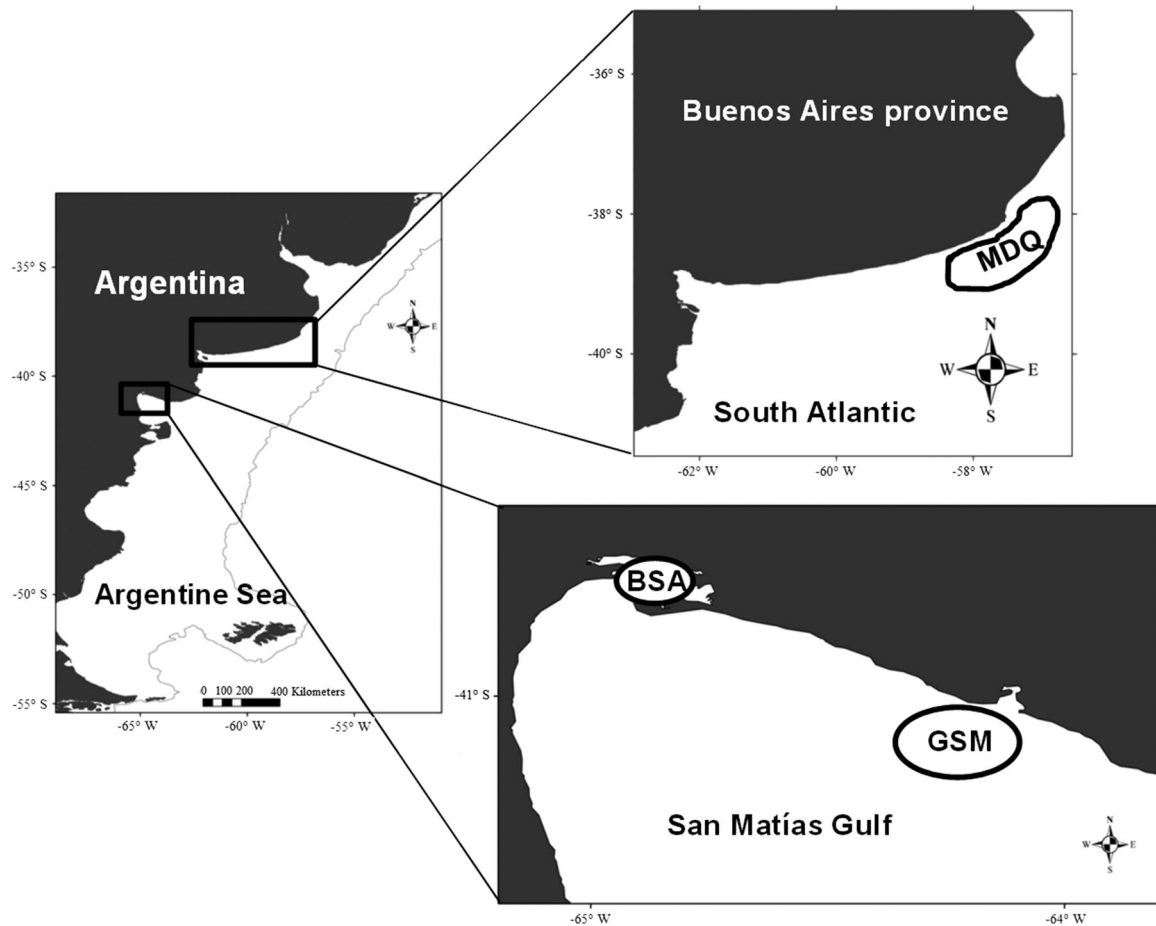 -35° S
-40° S
-45° S
-50° S
-55° S
Argentina
N
W E
S
Argentine Sea
0 100 200 400 Kilometers
-65° W -60° W -55° W
-36° S
-38° S
-40° S
Buenos Aires province
MDQ
N
W E
S
South Atlantic
-62° W -60° W -58° W
BSA
-41° S
GSM
San Matías Gulf
N
W E
S
-65° W -64° W